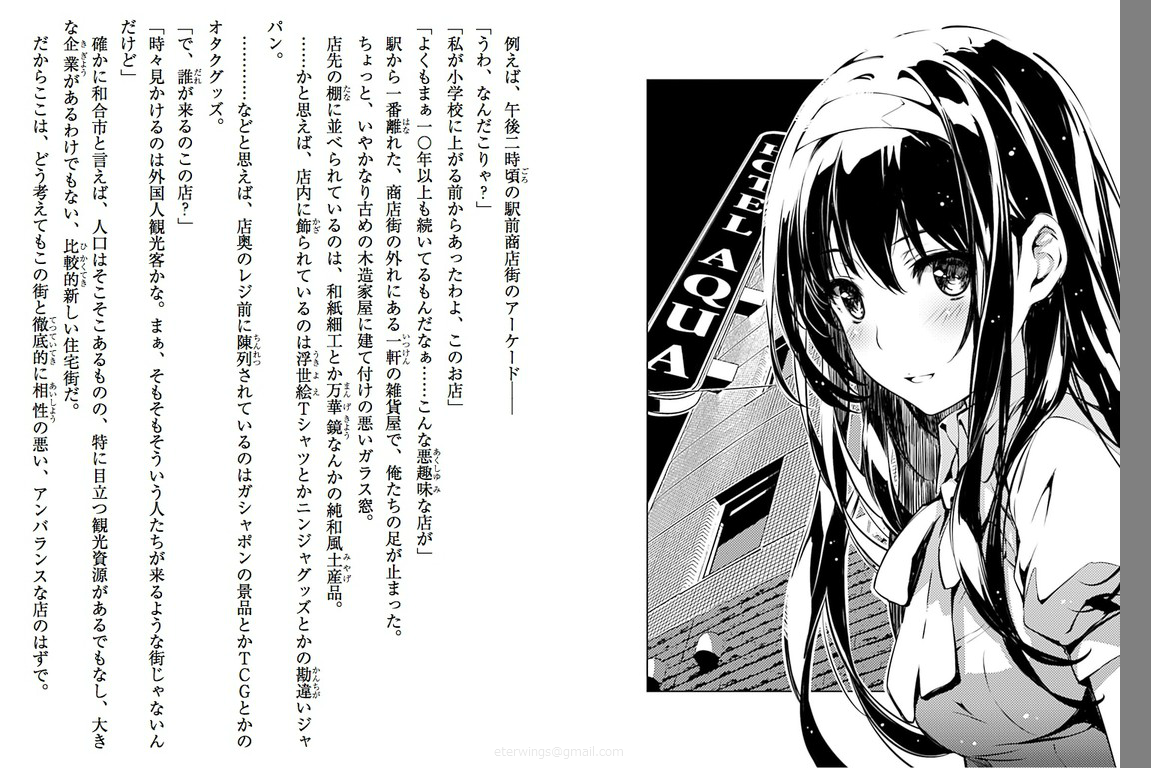 HOTEL AQUA
例えば、午後二時頃の駅前商店街のアーケード――
「うわ、なんだこりゃ?」
「私が小学校に上がる前からあったわよ、このお店」
「よくもまぁ一〇年以上も続いてるもんだなぁ……こんな悪趣味な店が」
駅から一番離れた、商店街の外れにある一軒の雑貨屋で、俺たちの足が止まった。
ちょっと、いやかなり古めの木造家屋に建て付けの悪いガラス窓。
店先の棚に並べられているのは、和紙細工とか万華鏡なんかの純和風土産品。
……かと思えば、店内に飾られているのは浮世絵Tシャツとかニンジャグッズとかの勘違いジャ
パン。
…………などと思えば、店奥のレジ前に陳列されているのはガシャポンの景品とかTCGとかの
オタクグッズ。
「で、誰が来るのこの店?」
「時々見かけるのは外国人観光客かな。まぁ、そもそもそういう人たちが来るような街じゃないん
だけど」
確かに和合市と言えば、人口はそこそこあるものの、特に目立つ観光資源があるでもなし、大き
な企業があるわけでもない、比較的新しい住宅街だ。
だからここは、どう考えてもこの街と徹底的に相性の悪い、アンバランスな店のはずで。
eterwings@gmail.com